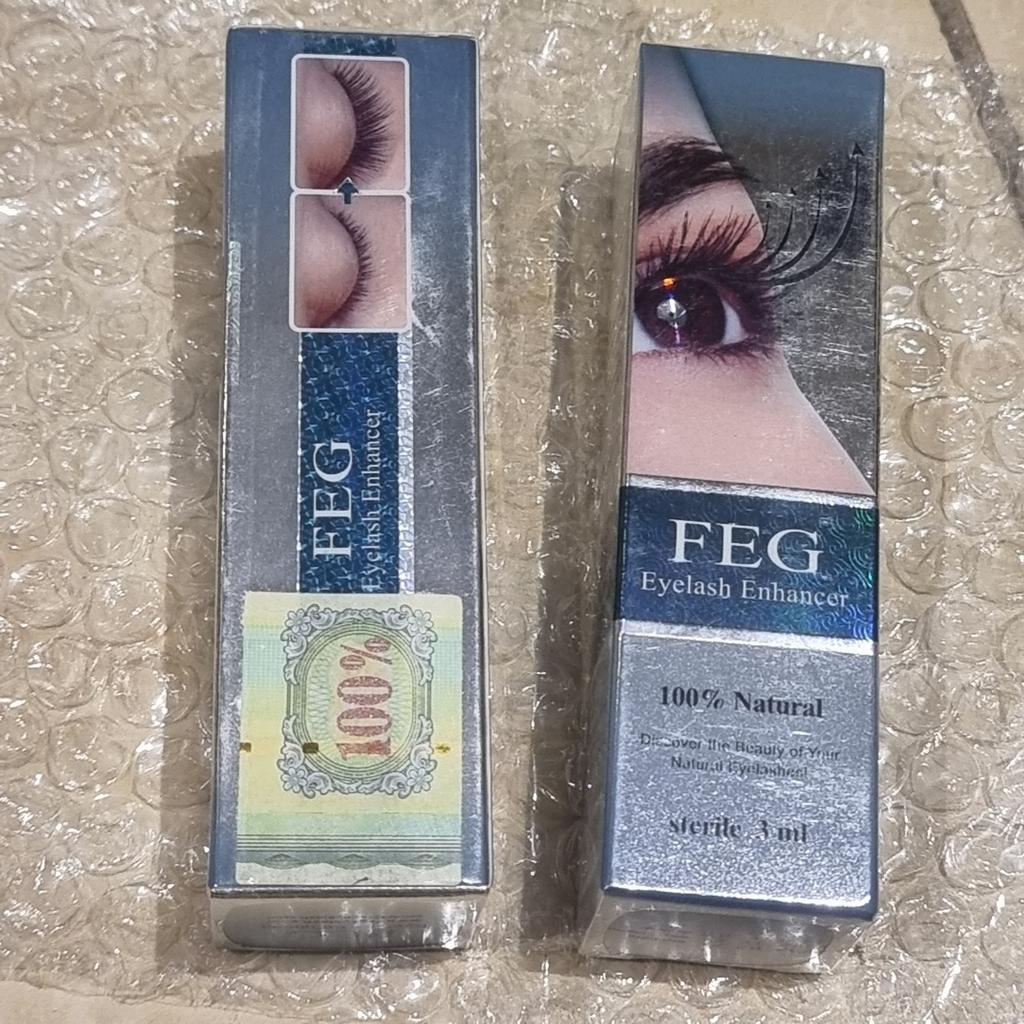 FEG
Eyelash Enhancer
100%
FEG
Eyelash Enhancer
100% Natural
Discover the Beauty of Your
Natural Eyelashes!
sterile 3 ml